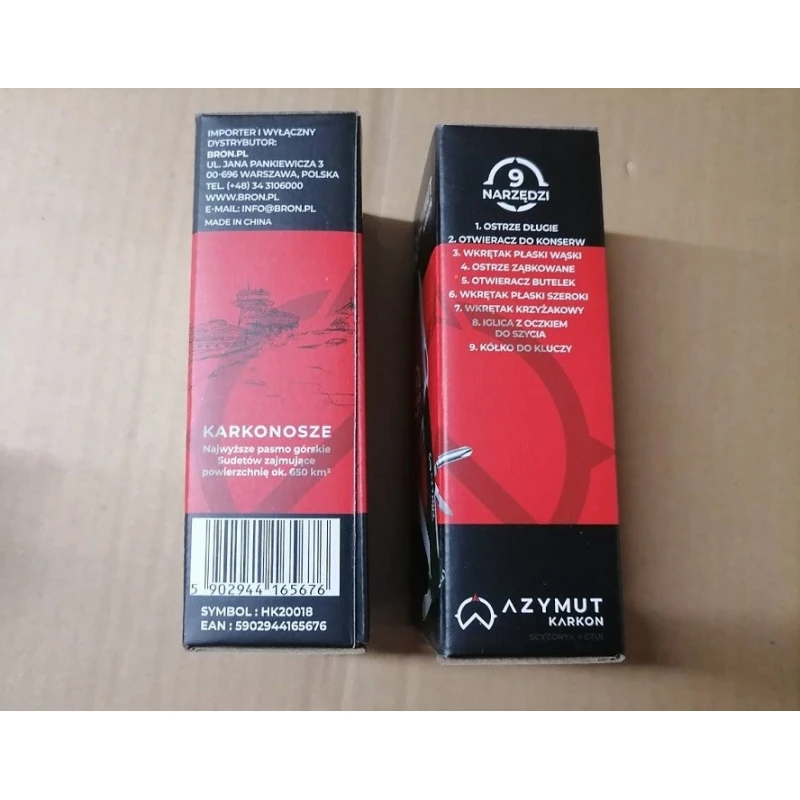 IMPORTER I WYŁĄCZNY
DYSTRYBUTOR:
BRON.PL
UL. JANA PANKIEWICZA 3
00-696 WARSZAWA, POLSKA
TEL. (+48) 34 3106000
WWW.BRON.PL
E-MAIL: INFO@BRON.PL
MADE IN CHINA
KARKONOSZE
Najwyższe pasmo górskie
Sudetów zajmujące
powierzchnię ok. 650 km²
5 902944 165676
SYMBOL : HK20018
EAN : 5902944165676
9
NARZĘDZI
1. OSTRZE DŁUGIE
2. OTWIERACZ DO KONSERW
3. WKRĘTAK PŁASKI WĄSKI
4. OSTRZE ZĄBKOWANE
5. OTWIERACZ BUTELEK
6. WKRĘTAK PŁASKI SZEROKI
7. WKRĘTAK KRZYŻAKOWY
8. IGLICA Z OCZKIEM
DO SZYCIA
9. KÓŁKO DO KLUCZY
AZYMUT
KARKON
SCYZORYK + ETUI